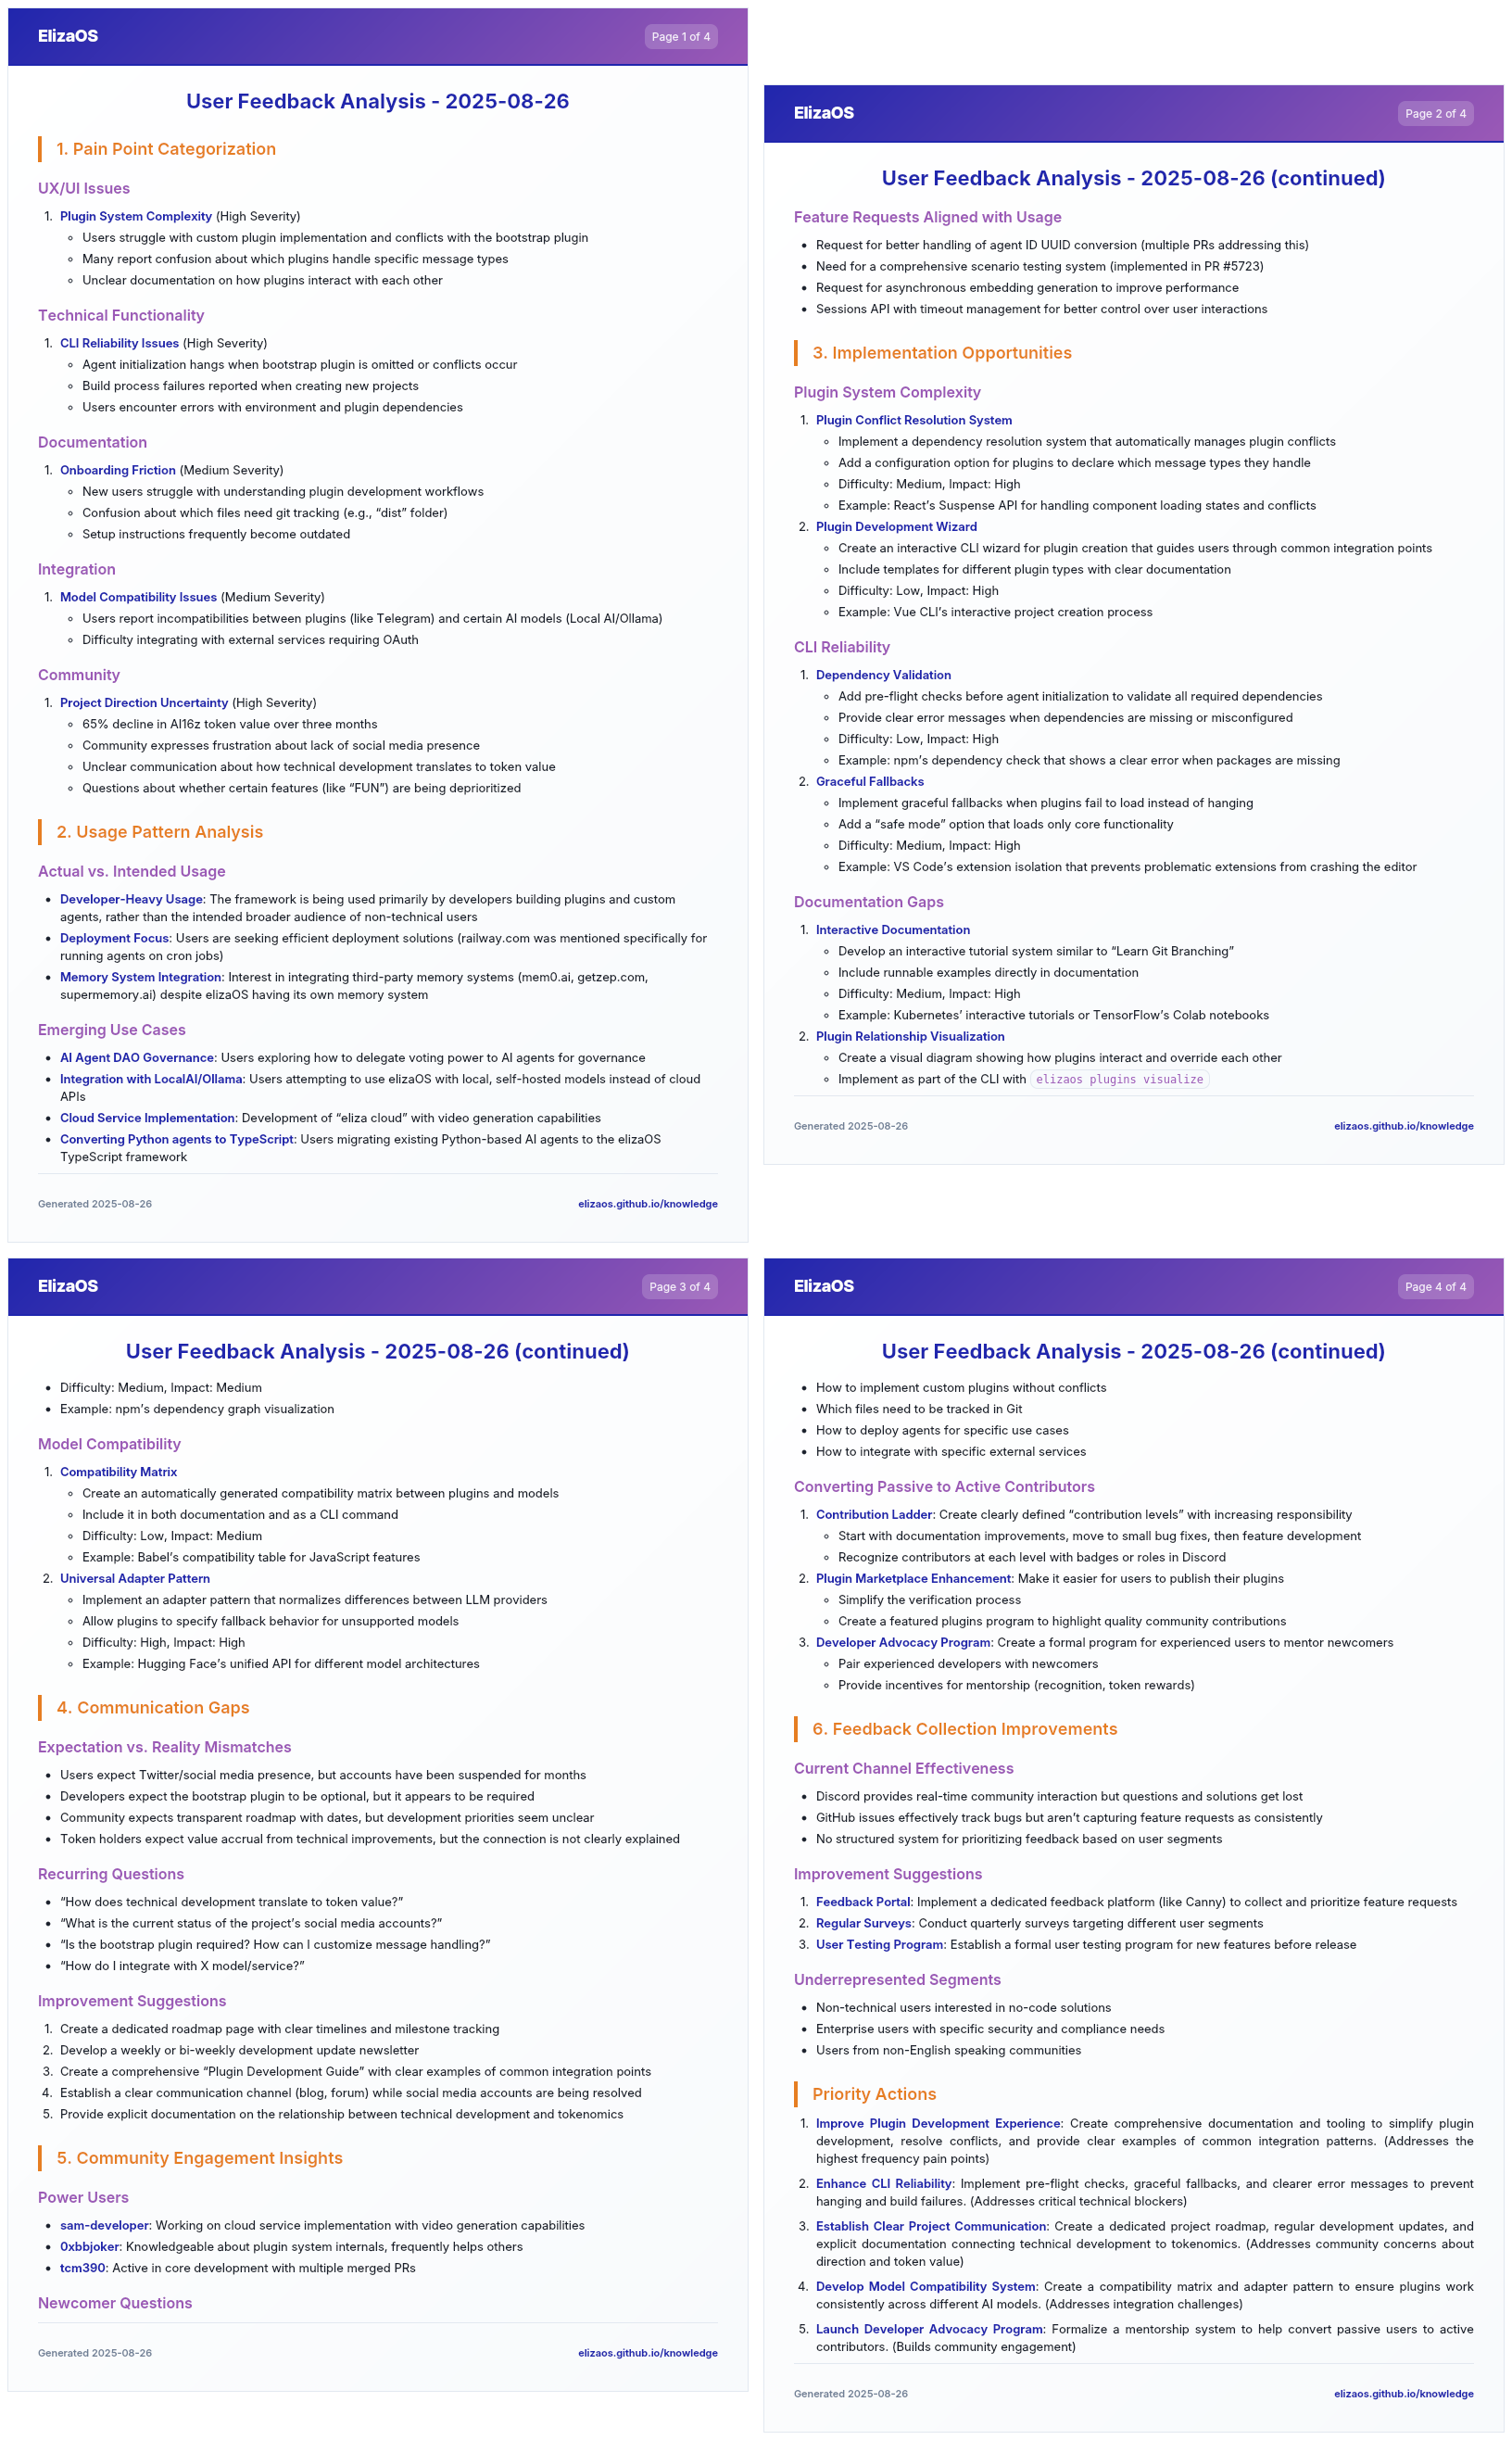 ElizaOS
Page 1 of 4
User Feedback Analysis - 2025-08-26
1. Pain Point Categorization
UX/UI Issues
1. Plugin System Complexity (High Severity)
◦ Users struggle with custom plugin implementation and conflicts with the bootstrap plugin
◦ Many report confusion about which plugins handle specific message types
◦ Unclear documentation on how plugins interact with each other
Technical Functionality
1. CLI Reliability Issues (High Severity)
◦ Agent initialization hangs when bootstrap plugin is omitted or conflicts occur
◦ Build process failures reported when creating new projects
◦ Users encounter errors with environment and plugin dependencies
Documentation
1. Onboarding Friction (Medium Severity)
◦ New users struggle with understanding plugin development workflows
◦ Confusion about which files need git tracking (e.g., “dist” folder)
◦ Setup instructions frequently become outdated
Integration
1. Model Compatibility Issues (Medium Severity)
◦ Users report incompatibilities between plugins (like Telegram) and certain AI models (Local AI/Ollama)
◦ Difficulty integrating with external services requiring OAuth
Community
1. Project Direction Uncertainty (High Severity)
◦ 65% decline in AI16z token value over three months
◦ Community expresses frustration about lack of social media presence
◦ Unclear communication about how technical development translates to token value
◦ Questions about whether certain features (like “FUN”) are being deprioritized
2. Usage Pattern Analysis
Actual vs. Intended Usage
• Developer-Heavy Usage: The framework is being used primarily by developers building plugins and custom
agents, rather than the intended broader audience of non-technical users
• Deployment Focus: Users are seeking efficient deployment solutions (railway.com was mentioned specifically for
running agents on cron jobs)
• Memory System Integration: Interest in integrating third-party memory systems (mem0.ai, getzep.com,
supermemory.ai) despite elizaOS having its own memory system
Emerging Use Cases
• AI Agent DAO Governance: Users exploring how to delegate voting power to AI agents for governance
• Integration with LocalAI/Ollama: Users attempting to use elizaOS with local, self-hosted models instead of cloud
APIs
• Cloud Service Implementation: Development of “eliza cloud” with video generation capabilities
• Converting Python agents to TypeScript: Users migrating existing Python-based AI agents to the elizaOS
TypeScript framework
Generated 2025-08-26
elizaos.github.io/knowledge
ElizaOS
Page 2 of 4
User Feedback Analysis - 2025-08-26 (continued)
Feature Requests Aligned with Usage
• Request for better handling of agent ID UUID conversion (multiple PRs addressing this)
• Need for a comprehensive scenario testing system (implemented in PR #5723)
• Request for asynchronous embedding generation to improve performance
• Sessions API with timeout management for better control over user interactions
3. Implementation Opportunities
Plugin System Complexity
1. Plugin Conflict Resolution System
◦ Implement a dependency resolution system that automatically manages plugin conflicts
◦ Add a configuration option for plugins to declare which message types they handle
◦ Difficulty: Medium, Impact: High
◦ Example: React’s Suspense API for handling component loading states and conflicts
2. Plugin Development Wizard
◦ Create an interactive CLI wizard for plugin creation that guides users through common integration points
◦ Include templates for different plugin types with clear documentation
◦ Difficulty: Low, Impact: High
◦ Example: Vue CLI’s interactive project creation process
CLI Reliability
1. Dependency Validation
◦ Add pre-flight checks before agent initialization to validate all required dependencies
◦ Provide clear error messages when dependencies are missing or misconfigured
◦ Difficulty: Low, Impact: High
◦ Example: npm’s dependency check that shows a clear error when packages are missing
2. Graceful Fallbacks
◦ Implement graceful fallbacks when plugins fail to load instead of hanging
◦ Add a “safe mode” option that loads only core functionality
◦ Difficulty: Medium, Impact: High
◦ Example: VS Code’s extension isolation that prevents problematic extensions from crashing the editor
Documentation Gaps
1. Interactive Documentation
◦ Develop an interactive tutorial system similar to “Learn Git Branching”
◦ Include runnable examples directly in documentation
◦ Difficulty: Medium, Impact: High
◦ Example: Kubernetes’ interactive tutorials or TensorFlow’s Colab notebooks
2. Plugin Relationship Visualization
◦ Create a visual diagram showing how plugins interact and override each other
◦ Implement as part of the CLI with elizaos plugins visualize
Generated 2025-08-26
elizaos.github.io/knowledge
ElizaOS
Page 3 of 4
User Feedback Analysis - 2025-08-26 (continued)
• Difficulty: Medium, Impact: Medium
• Example: npm’s dependency graph visualization
Model Compatibility
1. Compatibility Matrix
◦ Create an automatically generated compatibility matrix between plugins and models
◦ Include it in both documentation and as a CLI command
◦ Difficulty: Low, Impact: Medium
◦ Example: Babel’s compatibility table for JavaScript features
2. Universal Adapter Pattern
◦ Implement an adapter pattern that normalizes differences between LLM providers
◦ Allow plugins to specify fallback behavior for unsupported models
◦ Difficulty: High, Impact: High
◦ Example: Hugging Face’s unified API for different model architectures
4. Communication Gaps
Expectation vs. Reality Mismatches
• Users expect Twitter/social media presence, but accounts have been suspended for months
• Developers expect the bootstrap plugin to be optional, but it appears to be required
• Community expects transparent roadmap with dates, but development priorities seem unclear
• Token holders expect value accrual from technical improvements, but the connection is not clearly explained
Recurring Questions
• “How does technical development translate to token value?”
• “What is the current status of the project’s social media accounts?”
• “Is the bootstrap plugin required? How can I customize message handling?”
• “How do I integrate with X model/service?”
Improvement Suggestions
1. Create a dedicated roadmap page with clear timelines and milestone tracking
2. Develop a weekly or bi-weekly development update newsletter
3. Create a comprehensive “Plugin Development Guide” with clear examples of common integration points
4. Establish a clear communication channel (blog, forum) while social media accounts are being resolved
5. Provide explicit documentation on the relationship between technical development and tokenomics
5. Community Engagement Insights
Power Users
• sam-developer: Working on cloud service implementation with video generation capabilities
• 0xbbjoker: Knowledgeable about plugin system internals, frequently helps others
• tcm390: Active in core development with multiple merged PRs
Newcomer Questions
Generated 2025-08-26
elizaos.github.io/knowledge
ElizaOS
Page 4 of 4
User Feedback Analysis - 2025-08-26 (continued)
• How to implement custom plugins without conflicts
• Which files need to be tracked in Git
• How to deploy agents for specific use cases
• How to integrate with specific external services
Converting Passive to Active Contributors
1. Contribution Ladder: Create clearly defined “contribution levels” with increasing responsibility
◦ Start with documentation improvements, move to small bug fixes, then feature development
◦ Recognize contributors at each level with badges or roles in Discord
2. Plugin Marketplace Enhancement: Make it easier for users to publish their plugins
◦ Simplify the verification process
◦ Create a featured plugins program to highlight quality community contributions
3. Developer Advocacy Program: Create a formal program for experienced users to mentor newcomers
◦ Pair experienced developers with newcomers
◦ Provide incentives for mentorship (recognition, token rewards)
6. Feedback Collection Improvements
Current Channel Effectiveness
• Discord provides real-time community interaction but questions and solutions get lost
• GitHub issues effectively track bugs but aren’t capturing feature requests as consistently
• No structured system for prioritizing feedback based on user segments
Improvement Suggestions
1. Feedback Portal: Implement a dedicated feedback platform (like Canny) to collect and prioritize feature requests
2. Regular Surveys: Conduct quarterly surveys targeting different user segments
3. User Testing Program: Establish a formal user testing program for new features before release
Underrepresented Segments
• Non-technical users interested in no-code solutions
• Enterprise users with specific security and compliance needs
• Users from non-English speaking communities
Priority Actions
1. Improve Plugin Development Experience: Create comprehensive documentation and tooling to simplify plugin
development, resolve conflicts, and provide clear examples of common integration patterns. (Addresses the
highest frequency pain points)
2. Enhance CLI Reliability: Implement pre-flight checks, graceful fallbacks, and clearer error messages to prevent
hanging and build failures. (Addresses critical technical blockers)
3. Establish Clear Project Communication: Create a dedicated project roadmap, regular development updates, and
explicit documentation connecting technical development to tokenomics. (Addresses community concerns about
direction and token value)
4. Develop Model Compatibility System: Create a compatibility matrix and adapter pattern to ensure plugins work
consistently across different AI models. (Addresses integration challenges)
5. Launch Developer Advocacy Program: Formalize a mentorship system to help convert passive users to active
contributors. (Builds community engagement)
Generated 2025-08-26
elizaos.github.io/knowledge